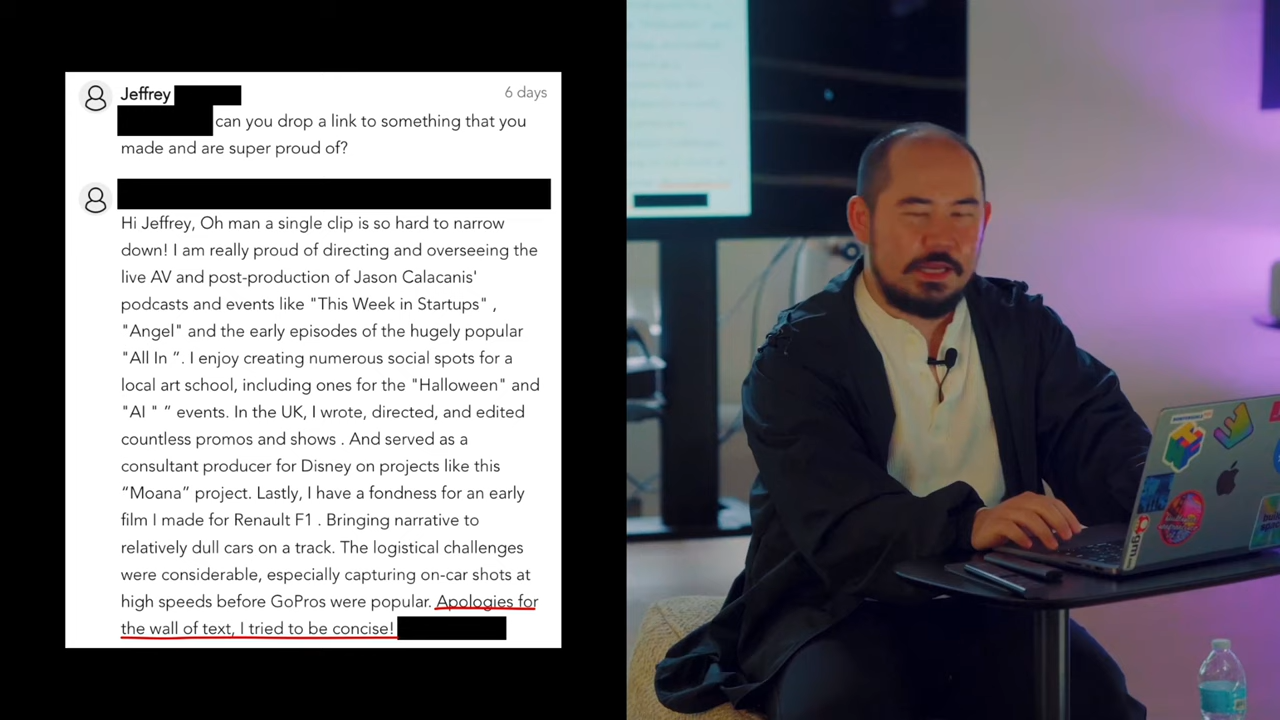 Jeffrey
6 days
can you drop a link to something that you
made and are super proud of?
Hi Jeffrey, Oh man a single clip is so hard to narrow
down! I am really proud of directing and overseeing the
live AV and post-production of Jason Calacanis'
podcasts and events like "This Week in Startups" ,
"Angel" and the early episodes of the hugely popular
"All In ”. I enjoy creating numerous social spots for a
local art school, including ones for the "Halloween" and
"AI " ” events. In the UK, I wrote, directed, and edited
countless promos and shows . And served as a
consultant producer for Disney on projects like this
“Moana” project. Lastly, I have a fondness for an early
film I made for Renault F1 . Bringing narrative to
relatively dull cars on a track. The logistical challenges
were considerable, especially capturing on-car shots at
high speeds before GoPros were popular. Apologies for
the wall of text, I tried to be concise!
gm